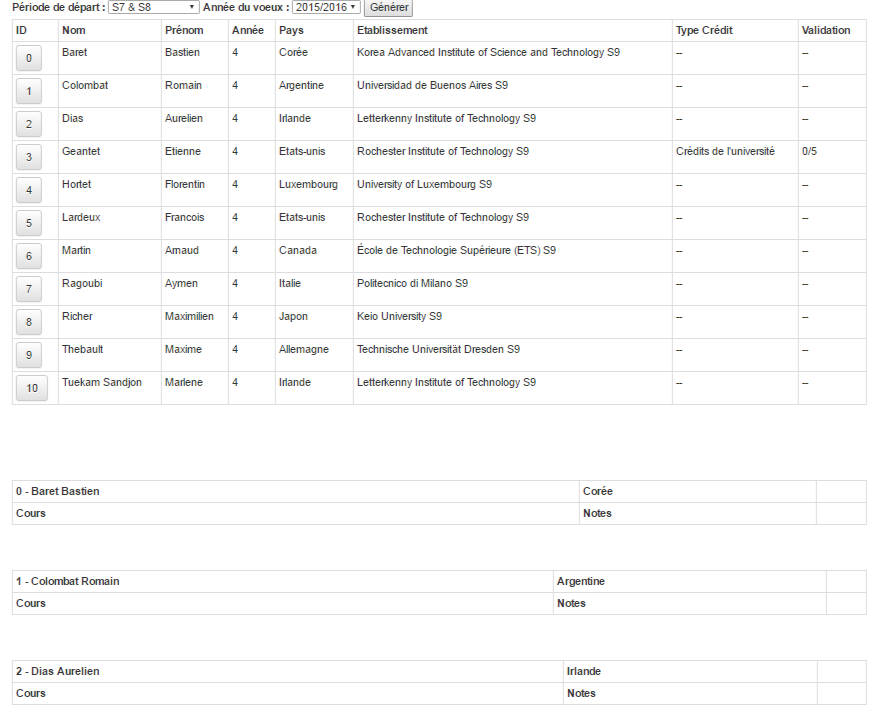 Période de départ : S7 & S8 Année du voeux : 2015/2016 Générer
ID Nom Prénom Année Pays Etablissement Type Crédit Validation
0 Baret Bastien 4 Corée Korea Advanced Institute of Science and Technology S9 -- --
1 Colombat Romain 4 Argentine Universidad de Buenos Aires S9 -- --
2 Dias Aurelien 4 Irlande Letterkenny Institute of Technology S9 -- --
3 Geantet Etienne 4 Etats-unis Rochester Institute of Technology S9 Crédits de l'université 0/5
4 Hortet Florentin 4 Luxembourg University of Luxembourg S9 -- --
5 Lardeux Francois 4 Etats-unis Rochester Institute of Technology S9 -- --
6 Martin Arnaud 4 Canada École de Technologie Supérieure (ETS) S9 -- --
7 Ragoubi Aymen 4 Italie Politecnico di Milano S9 -- --
8 Richer Maximilien 4 Japon Keio University S9 -- --
9 Thebault Maxime 4 Allemagne Technische Universität Dresden S9 -- --
10 Tuekam Sandjon Marlene 4 Irlande Letterkenny Institute of Technology S9 -- --
0 - Baret Bastien Corée
Cours Notes
1 - Colombat Romain Argentine
Cours Notes
2 - Dias Aurelien Irlande
Cours Notes